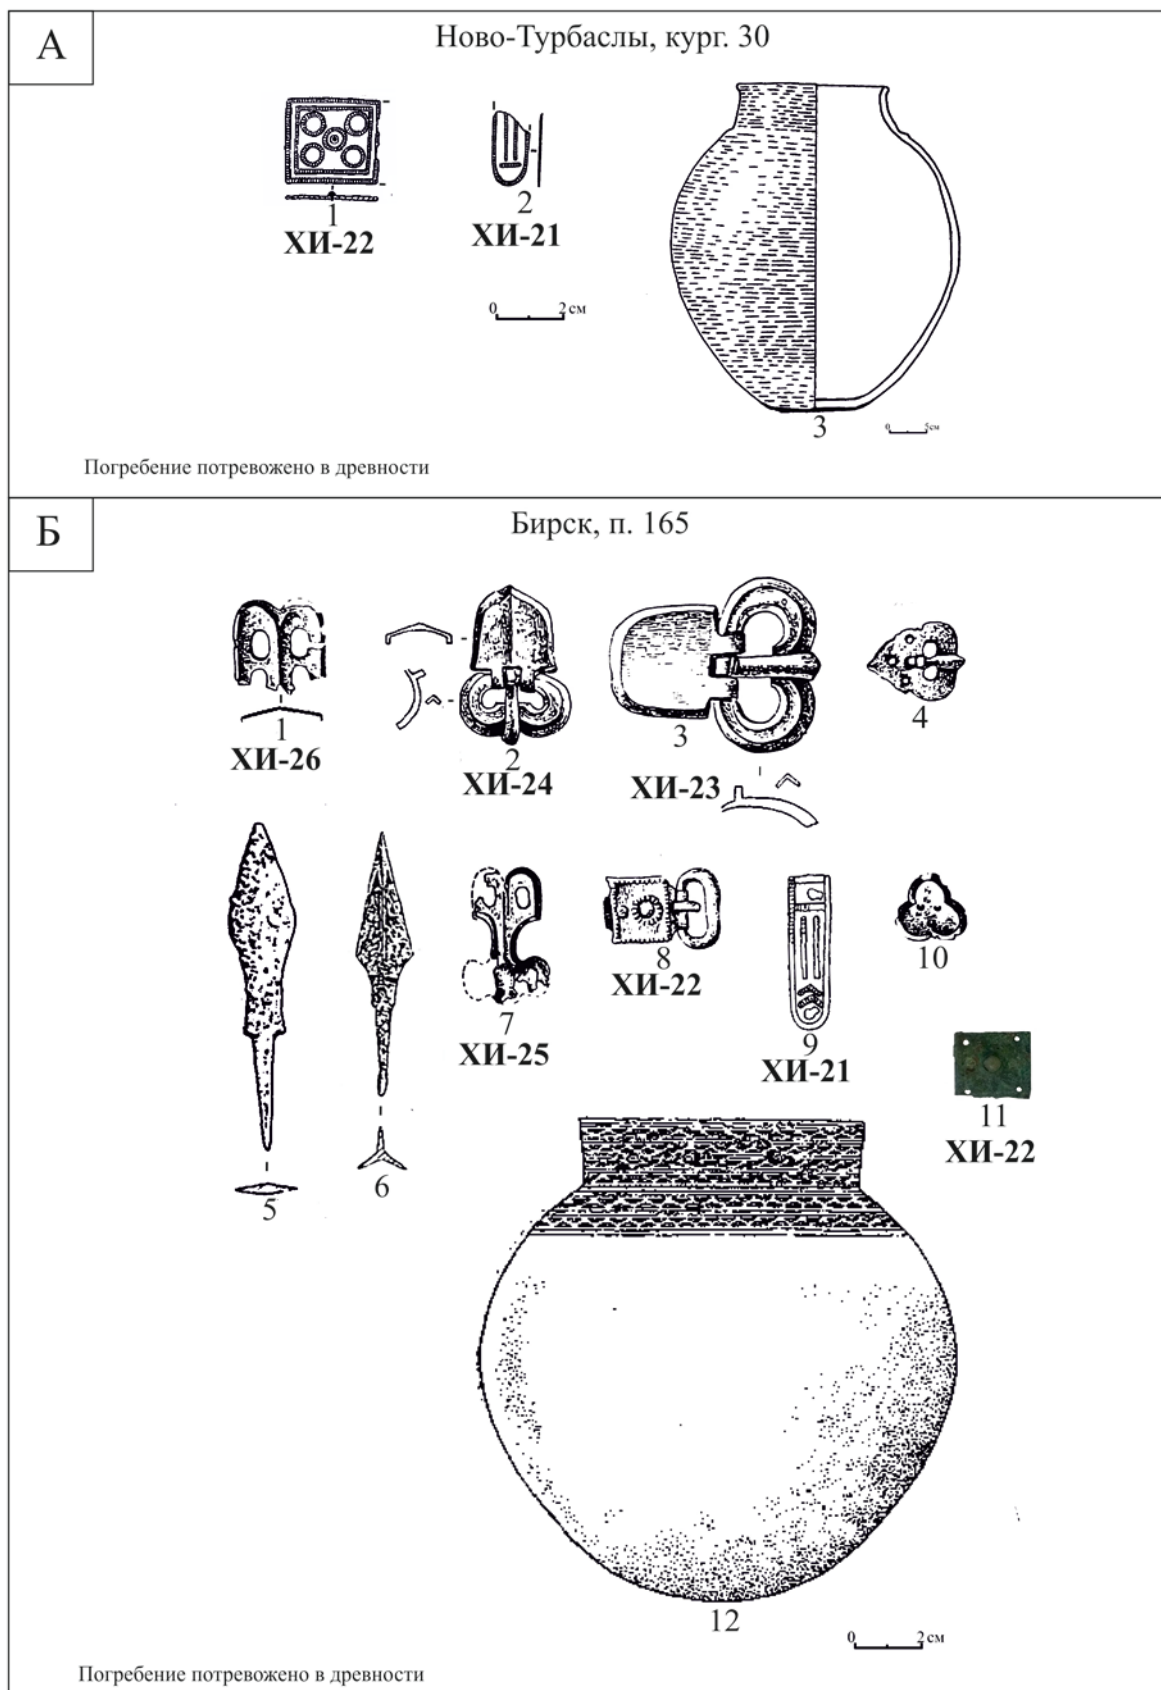 А
Ново-Турбаслы, кург. 30
1
ХИ-22
2
ХИ-21
0 2 см
3
0 5см
Погребение потревожено в древности
Б
Бирск, п. 165
1
ХИ-26
2
ХИ-24
3
ХИ-23
4
5
6
7
ХИ-25
8
ХИ-22
9
ХИ-21
10
11
ХИ-22
12
0 2 см
Погребение потревожено в древности